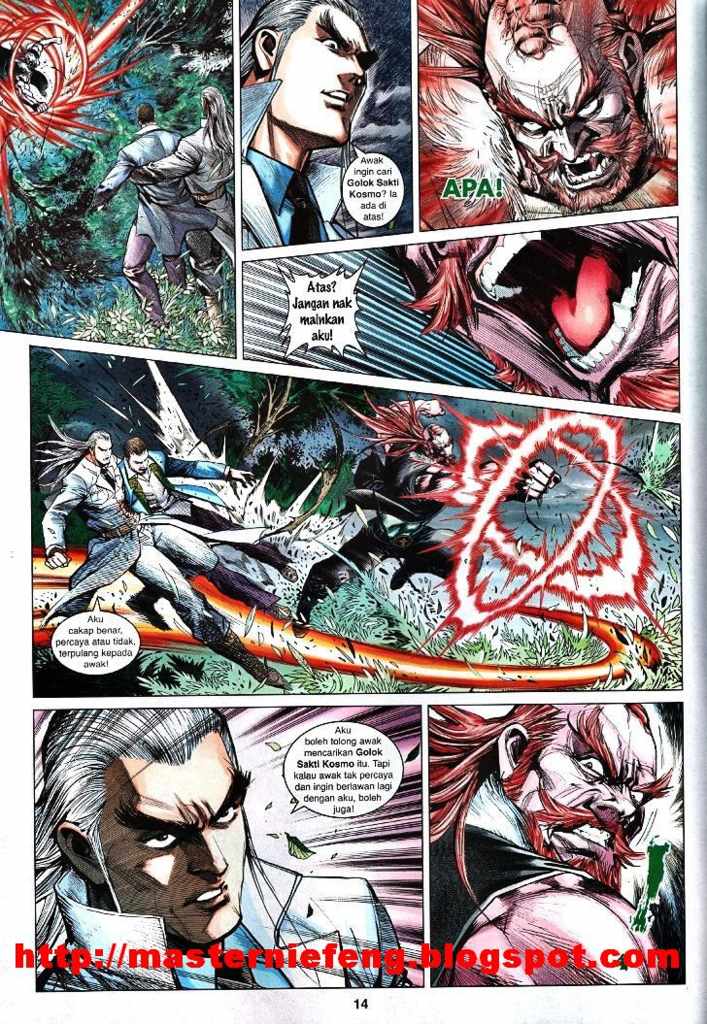 Awak
ingin cari
Golok Sakti
Kosmo? Ia
ada di
atas!
APA!
Atas?
Jangan nak
mainkan
aku!
Aku
cakap benar,
percaya atau tidak,
terpulang kepada
awak!
Aku
boleh tolong awak
mencarikan Golok
Sakti Kosmo itu. Tapi
kalau awak tak percaya
dan ingin berlawan lagi
dengan aku, boleh
juga!
http://masterniefeng.blogspot.com
14